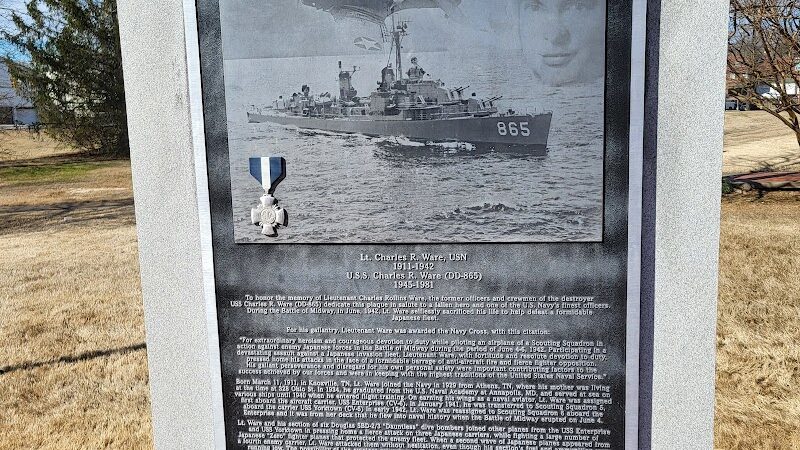 865
Lt. Charles R. Ware, USN
1911-1942
U.S.S. Charles R. Ware (DD-865)
1945-1981
To honor the memory of Lieutenant Charles Rollins Ware, the former officers and crewmen of the destroyer
USS Charles R. Ware (DD-865) dedicate this plaque in salute to a fallen hero and one of the U.S. Navy's finest officers.
During the Battle of Midway, in June, 1942, Lt. Ware selflessly sacrificed his life to help defeat a formidable
Japanese fleet.
For his gallantry, Lieutenant Ware was awarded the Navy Cross, with this citation:
"For extraordinary heroism and courageous devotion to duty while piloting an airplane of a Scouting Squadron in
action against enemy Japanese forces in the Battle of Midway during the period of June 4-6, 1942. Participating in a
devastating assault against a Japanese invasion fleet, Lieutenant Ware, with fortitude and resolute devotion to duty,
pressed home his attacks in the face of a formidable barrage of anti-aircraft fire and fierce fighter opposition.
His gallant perseverance and disregard for his own personal safety were important contributing factors to the
success achieved by our forces and were in keeping with the highest traditions of the United States Naval Service."
Born March 11, 1911, in Knoxville, TN, Lt. Ware joined the Navy in 1929 from Athens, TN, where his mother was living
at the time at 528 Ohio St. In 1934, he graduated from the U.S. Naval Academy at Annapolis, MD, and served at sea on
various ships until 1940 when he entered flight training. On earning his wings as a naval aviator, Lt. Ware was assigned
first aboard the aircraft carrier, USS Enterprise (CV-6). In January 1941, he was transferred to Scouting Squadron 5,
aboard the carrier USS Yorktown (CV-5) In early 1942, Lt. Ware was reassigned to Scouting Squadron 6 aboard the
Enterprise and it was from her deck that he flew into naval history when the Battle of Midway erupted on June 4.
Lt. Ware and his section of six Douglas SBD-2/3 "Dauntless" dive bombers joined other planes from the USS Enterprise
and USS Yorktown in pressing home a fierce attack on three Japanese carriers, while fighting a large number of
Japanese "Zero" fighter planes that protected the enemy fleet. When a second wave of Japanese planes appeared from
a fourth enemy carrier, Lt. Ware attacked them without hesitation, even though his section's fuel and